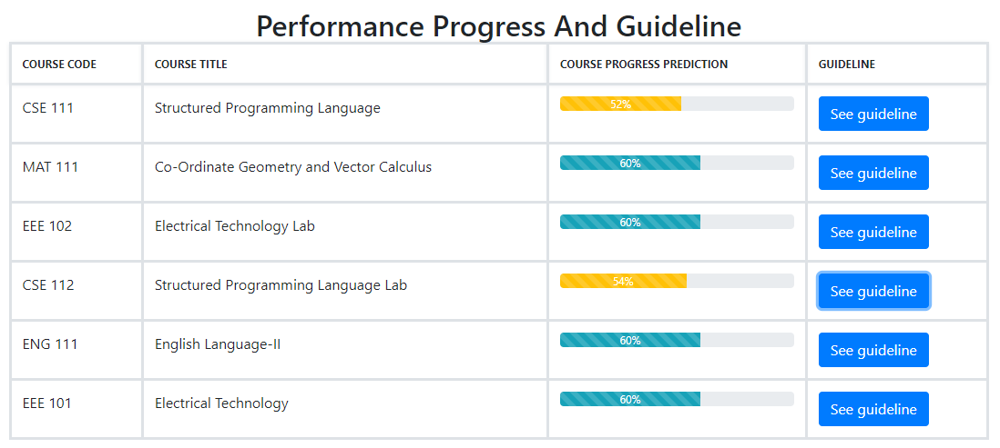 Performance Progress And Guideline
COURSE CODE COURSE TITLE COURSE PROGRESS PREDICTION GUIDELINE
CSE 111 Structured Programming Language 52% See guideline
MAT 111 Co-Ordinate Geometry and Vector Calculus 60% See guideline
EEE 102 Electrical Technology Lab 60% See guideline
CSE 112 Structured Programming Language Lab 54% See guideline
ENG 111 English Language-II 60% See guideline
EEE 101 Electrical Technology 60% See guideline